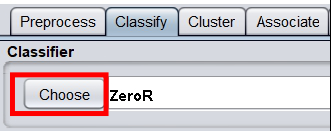 Preprocess Classify Cluster Associate
Classifier
Choose ZeroR